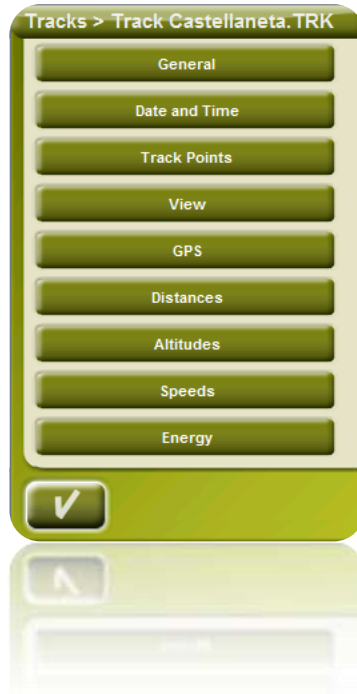 Tracks > Track Castellaneta.TRK
General
Date and Time
Track Points
View
GPS
Distances
Altitudes
Speeds
Energy